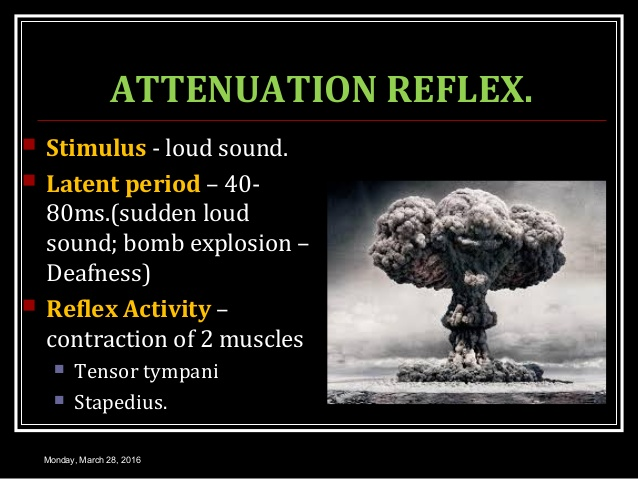 ATTENUATION REFLEX.
Stimulus - loud sound.
Latent period – 40-
80ms.(sudden loud
sound; bomb explosion –
Deafness)
Reflex Activity –
contraction of 2 muscles
Tensor tympani
Stapedius.
Monday, March 28, 2016